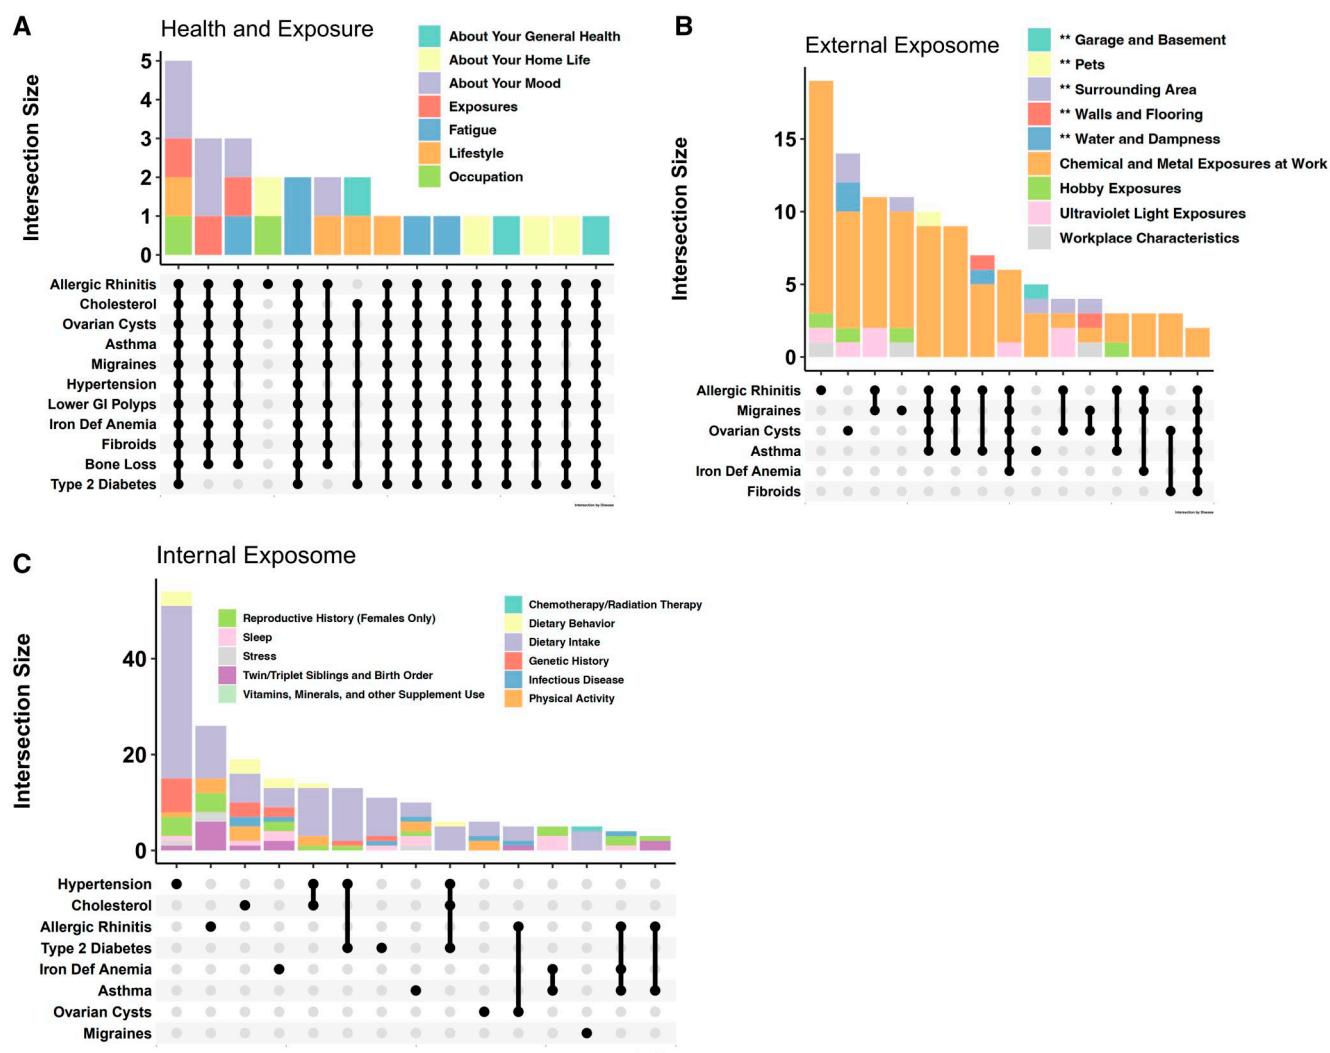 A
Health and Exposure
Intersection Size
5
4
3
2
1
0
About Your General Health
About Your Home Life
About Your Mood
Exposures
Fatigue
Lifestyle
Occupation
Allergic Rhinitis
Cholesterol
Ovarian Cysts
Asthma
Migraines
Hypertension
Lower GI Polyps
Iron Def Anemia
Fibroids
Bone Loss
Type 2 Diabetes
Intersection by Disease
B
External Exposome
Intersection Size
15
10
5
0
** Garage and Basement
** Pets
** Surrounding Area
** Walls and Flooring
** Water and Dampness
Chemical and Metal Exposures at Work
Hobby Exposures
Ultraviolet Light Exposures
Workplace Characteristics
Allergic Rhinitis
Migraines
Ovarian Cysts
Asthma
Iron Def Anemia
Fibroids
Intersection by Disease
C
Internal Exposome
Intersection Size
40
20
0
Reproductive History (Females Only)
Sleep
Stress
Twin/Triplet Siblings and Birth Order
Vitamins, Minerals, and other Supplement Use
Chemotherapy/Radiation Therapy
Dietary Behavior
Dietary Intake
Genetic History
Infectious Disease
Physical Activity
Hypertension
Cholesterol
Allergic Rhinitis
Type 2 Diabetes
Iron Def Anemia
Asthma
Ovarian Cysts
Migraines